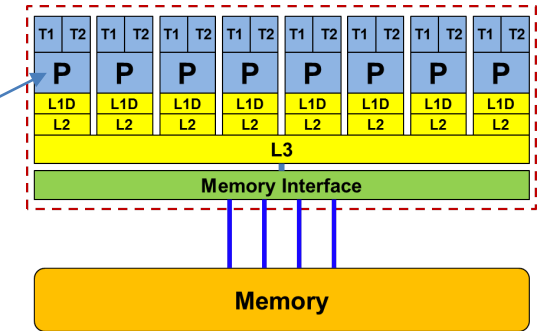 T1 T2 T1 T2 T1 T2 T1 T2 T1 T2 T1 T2 T1 T2 T1 T2
P P P P P P P P
L1D L1D L1D L1D L1D L1D L1D L1D
L2 L2 L2 L2 L2 L2 L2 L2
L3
Memory Interface
Memory